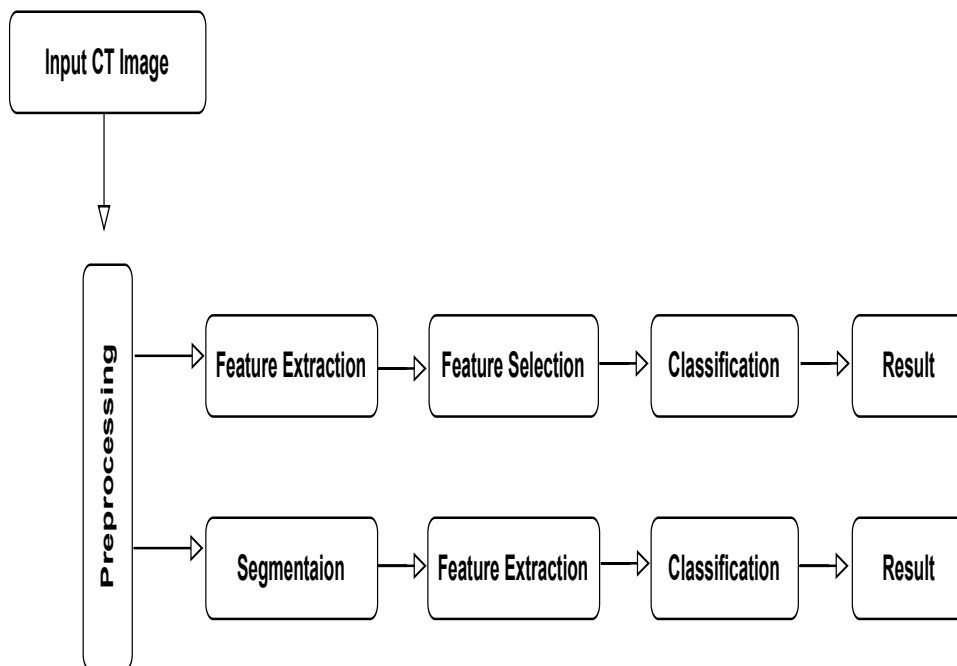 Input CT Image
Preprocessing
Feature Extraction
Feature Selection
Classification
Result
Segmentaion
Feature Extraction
Classification
Result